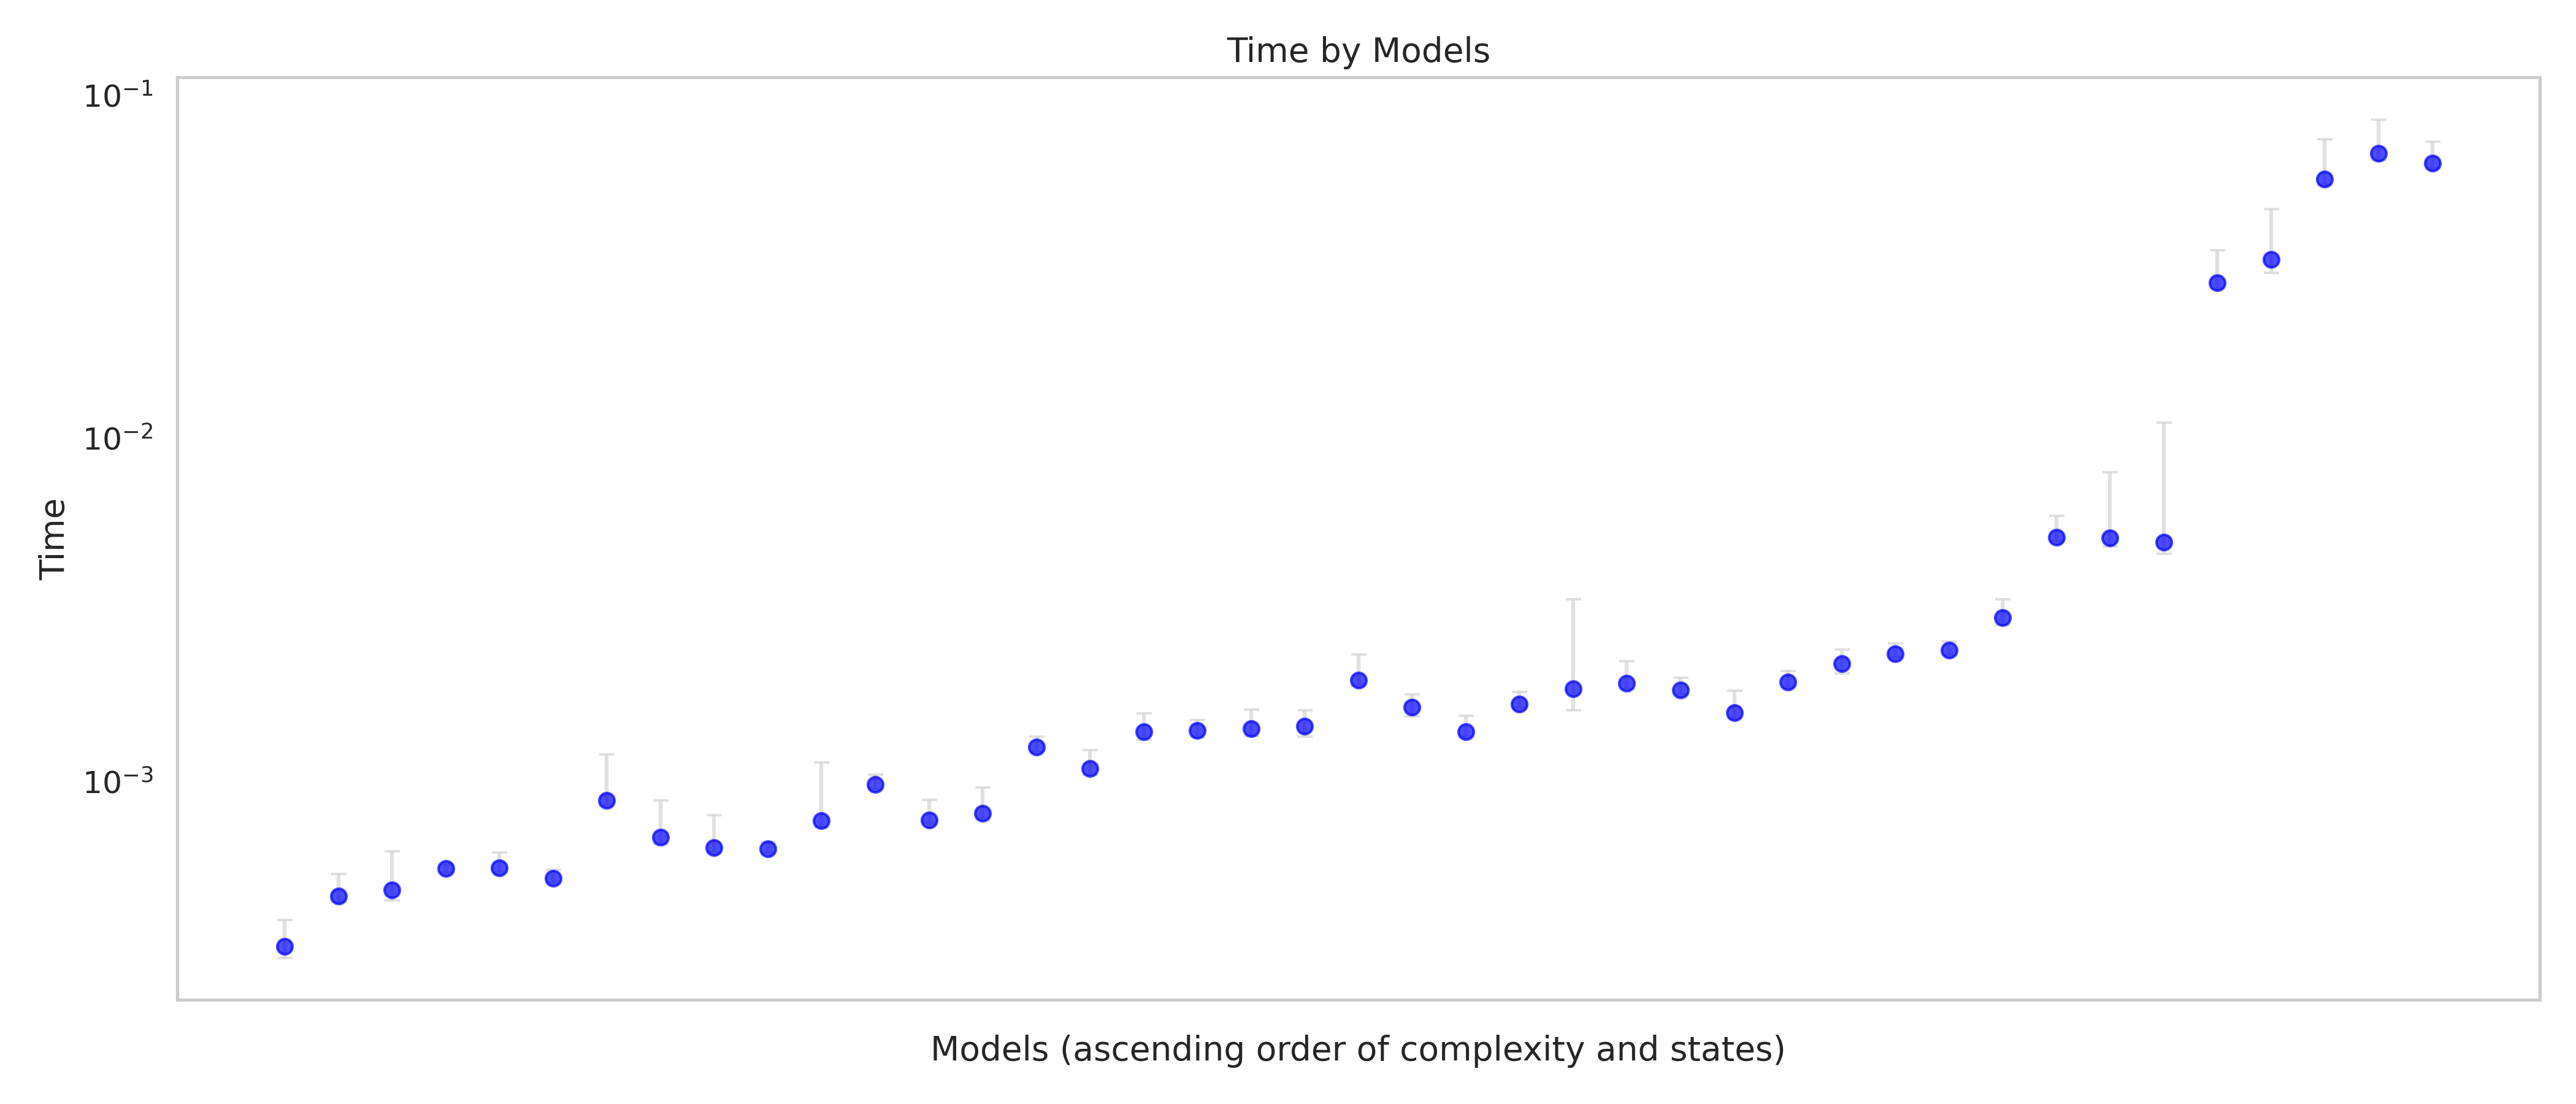 Time by Models
10⁻¹
10⁻²
10⁻³
Time
Models (ascending order of complexity and states)